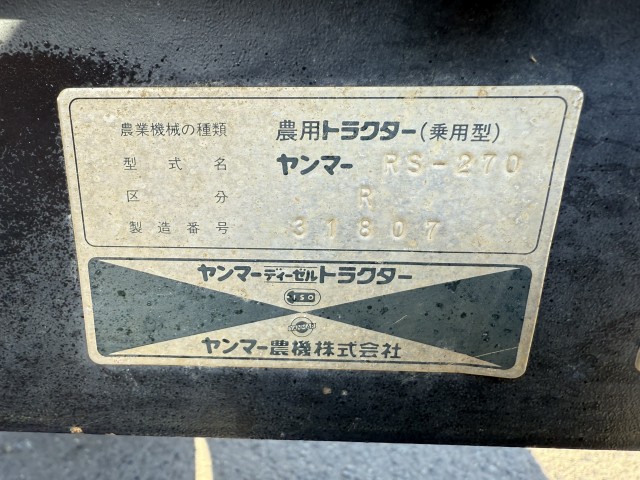 農業機械の種類 農用トラクター(乗用型)
型式名 ヤンマー RS-270
区分 R
製造番号 31807
ヤンマーディーゼルトラクター
ヤンマー農機株式会社